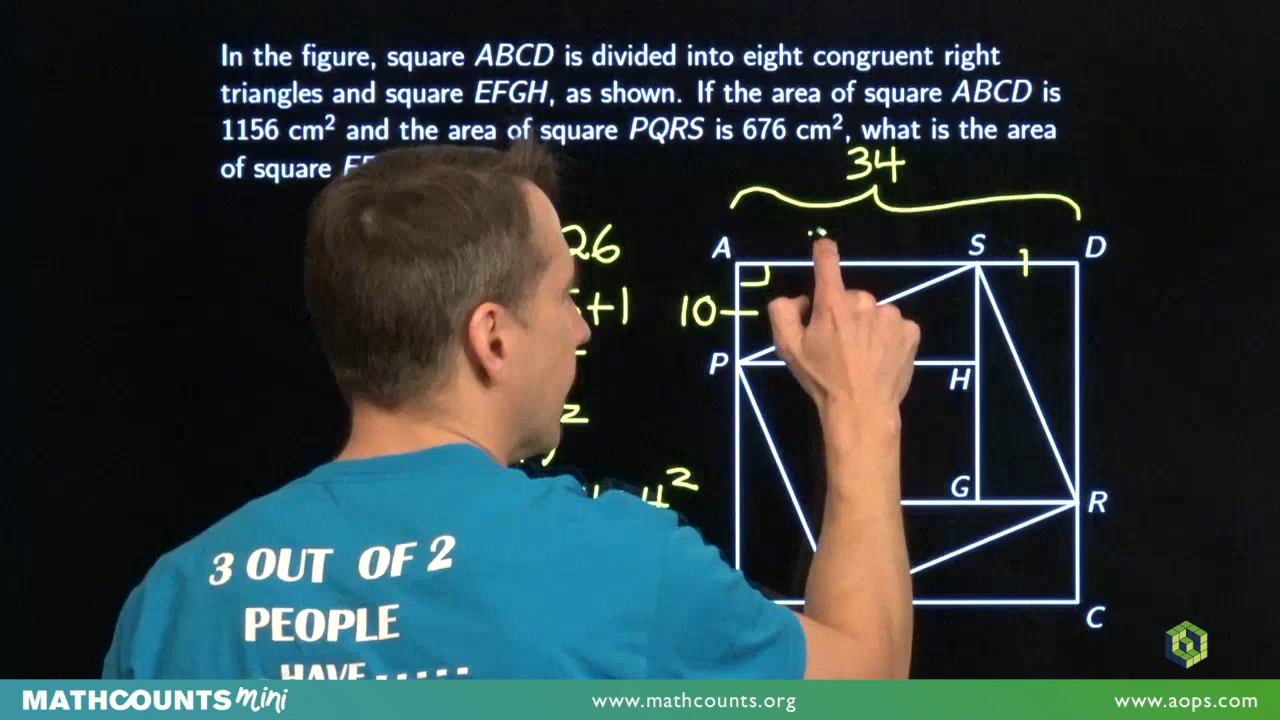 In the figure, square ABCD is divided into eight congruent right
triangles and square EFGH, as shown. If the area of square ABCD is
1156 cm² and the area of square PQRS is 676 cm², what is the area
of square
34
A
S
D
26
+1
10
P
H
G
R
4²
C
3 OUT OF 2
PEOPLE
HAVE.....
MATHCOUNTS mini
www.mathcounts.org
www.aops.com